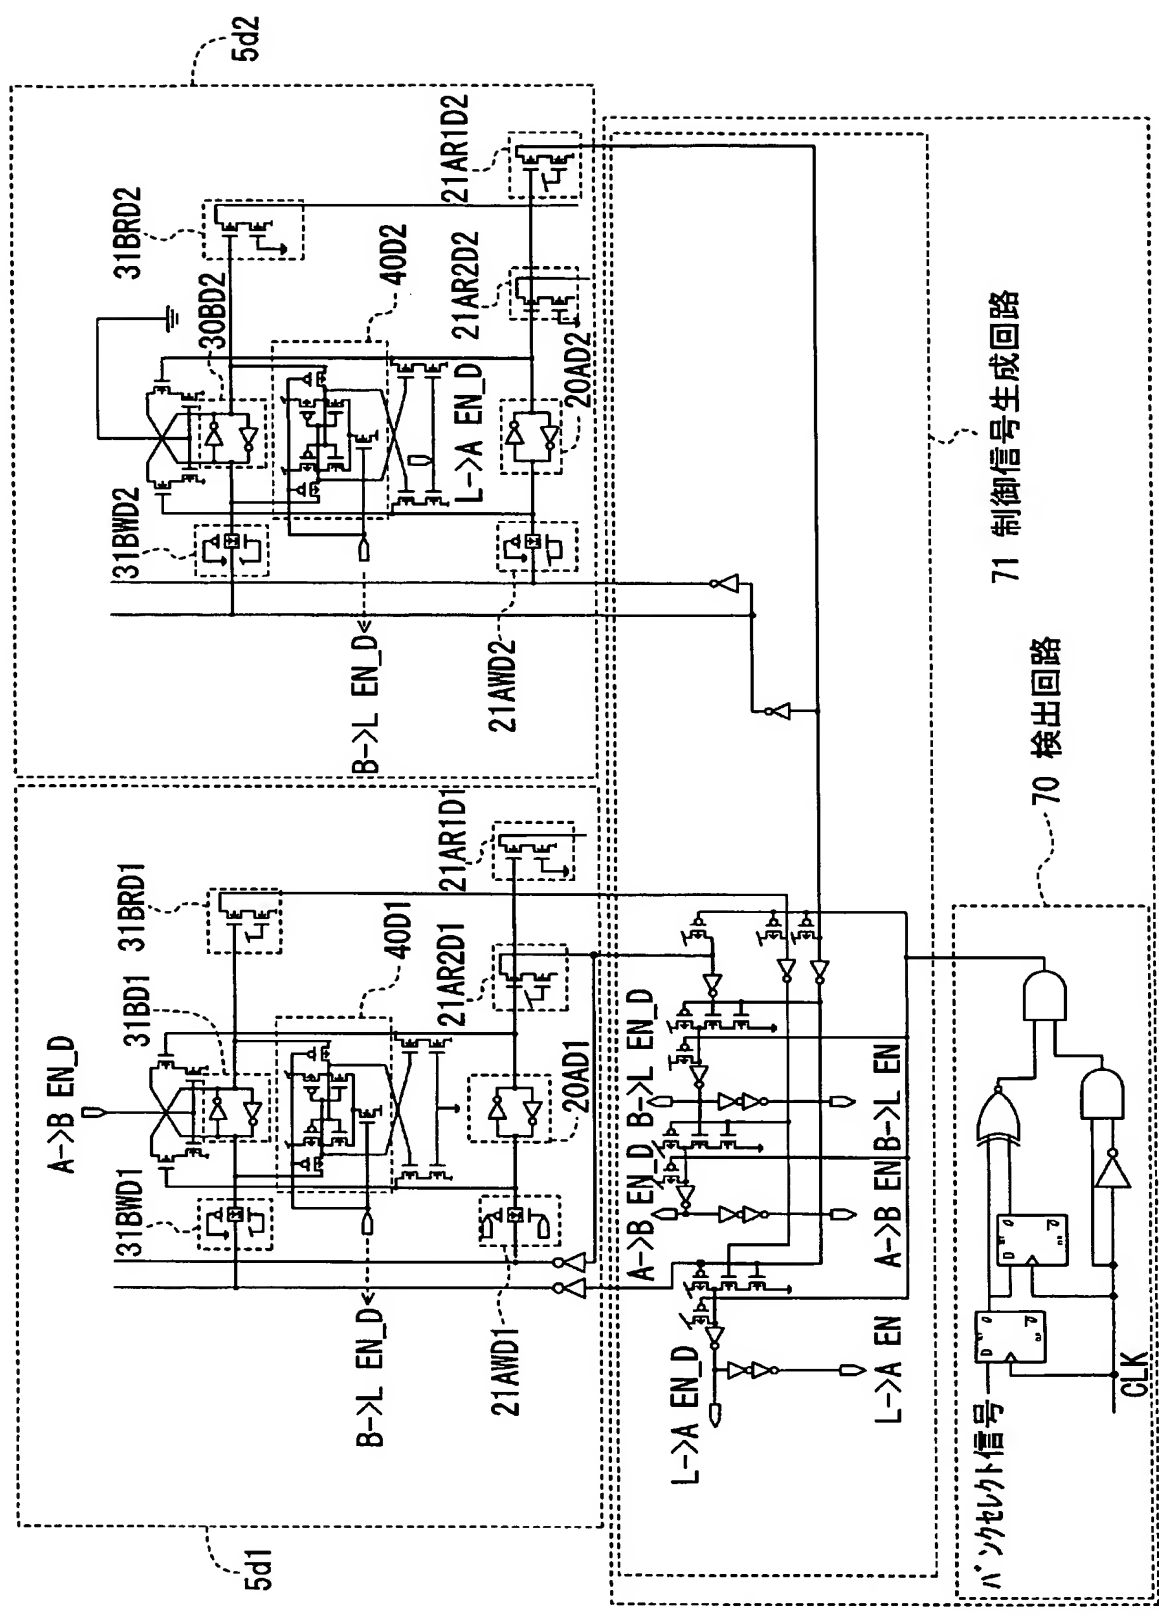 5d2
31BRD2
30BD2
31BWD2
40D2
21AR1D2
21AR2D2
20AD2
L->A EN_D
B->L EN_D
21AWD2
A->B EN_D
31BRD1
31BD1
31BWD1
40D1
21AR1D1
21AR2D1
20AD1
B->L EN_D
21AWD1
5d1
71 制御信号生成回路
B->L EN_D
B->L EN
A->B EN_D
A->B EN
L->A EN_D
L->A EN
70 検出回路
バンクセレクト信号
D
Q
D
Q
CLK